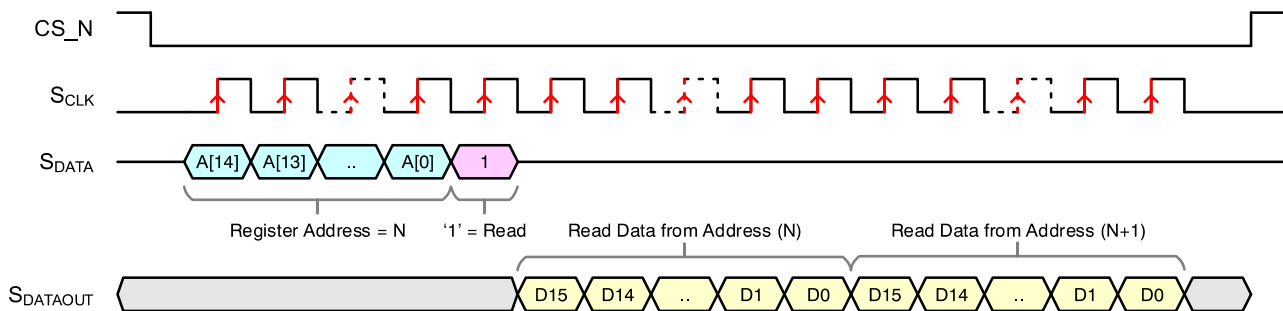 CS_N
SCLK
SDATA
A[14] A[13] .. A[0] 1
Register Address = N ‘1’ = Read Read Data from Address (N) Read Data from Address (N+1)
SDATAOUT
D15 D14 .. D1 D0 D15 D14 .. D1 D0